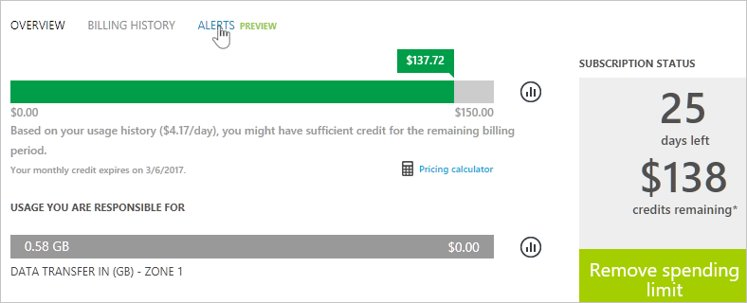 OVERVIEW BILLING HISTORY ALERTS PREVIEW
$137.72
$0.00 $150.00
Based on your usage history ($4.17/day), you might have sufficient credit for the remaining billing
period.
Your monthly credit expires on 3/6/2017. Pricing calculator
USAGE YOU ARE RESPONSIBLE FOR
0.58 GB $0.00
DATA TRANSFER IN (GB) - ZONE 1
SUBSCRIPTION STATUS
25
days left
$138
credits remaining*
Remove spending
limit